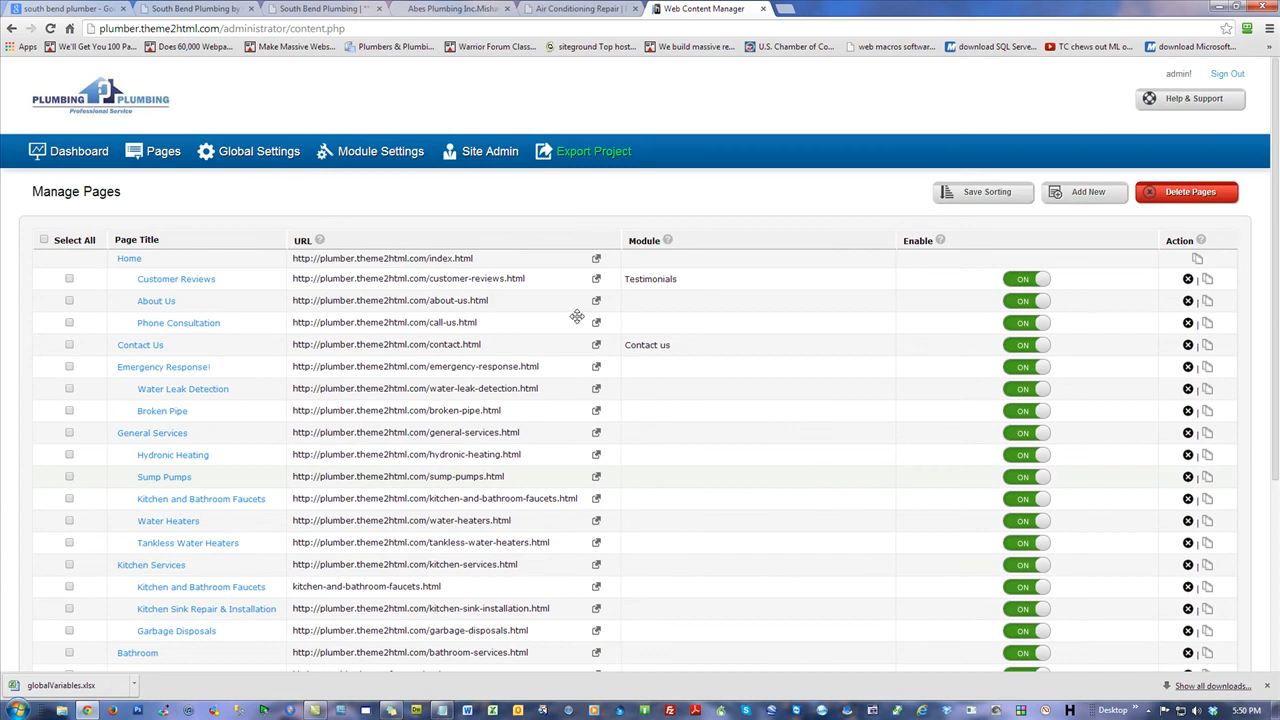 south bend plumber - Go
South Bend Plumbing by
South Bend Plumbing | "
Abes Plumbing Inc.Misha
Air Conditioning Repair |
Web Content Manager
plumber.theme2html.com/administrator/content.php
Apps
We'll Get You 100 Pa...
Does 60,000 Webpa...
Make Massive Webs...
Plumbers & Plumbi...
Warrior Forum Class...
siteground Top host...
We build massive re...
U.S. Chamber of Co...
web macros softwar...
download SQL Serve...
TC chews out ML o...
download Microsoft...
admin!
Sign Out
PLUMBING PLUMBING
Professional Service
Help & Support
Dashboard
Pages
Global Settings
Module Settings
Site Admin
Export Project
Manage Pages
Save Sorting
Add New
Delete Pages
Select All Page Title URL Module Enable Action
Home http://plumber.theme2html.com/index.html
Customer Reviews http://plumber.theme2html.com/customer-reviews.html Testimonials ON
About Us http://plumber.theme2html.com/about-us.html ON
Phone Consultation http://plumber.theme2html.com/call-us.html ON
Contact Us http://plumber.theme2html.com/contact.html Contact us ON
Emergency Response! http://plumber.theme2html.com/emergency-response.html ON
Water Leak Detection http://plumber.theme2html.com/water-leak-detection.html ON
Broken Pipe http://plumber.theme2html.com/broken-pipe.html ON
General Services http://plumber.theme2html.com/general-services.html ON
Hydronic Heating http://plumber.theme2html.com/hydronic-heating.html ON
Sump Pumps http://plumber.theme2html.com/sump-pumps.html ON
Kitchen and Bathroom Faucets http://plumber.theme2html.com/kitchen-and-bathroom-faucets.html ON
Water Heaters http://plumber.theme2html.com/water-heaters.html ON
Tankless Water Heaters http://plumber.theme2html.com/tankless-water-heaters.html ON
Kitchen Services http://plumber.theme2html.com/kitchen-services.html ON
Kitchen and Bathroom Faucets kitchen-and-bathroom-faucets.html ON
Kitchen Sink Repair & Installation http://plumber.theme2html.com/kitchen-sink-installation.html ON
Garbage Disposals http://plumber.theme2html.com/garbage-disposals.html ON
Bathroom http://plumber.theme2html.com/bathroom-services.html ON
globalVariables.xlsx
Show all downloads...
Desktop
5:50 PM